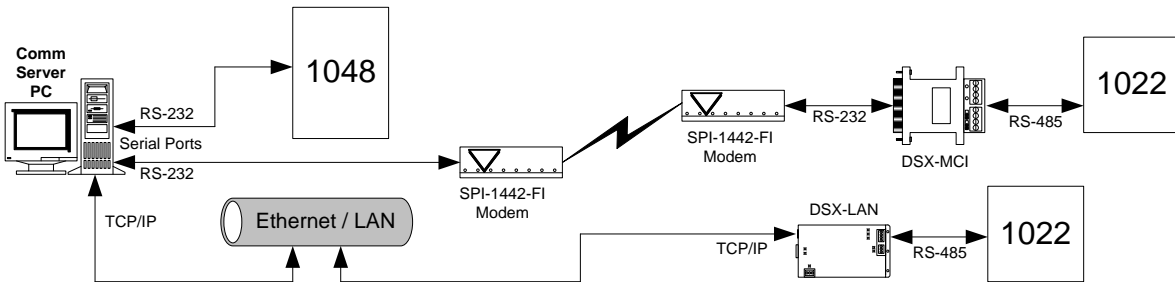 Comm
Server
PC
1048
RS-232
Serial Ports
RS-232
SPI-1442-FI
Modem
SPI-1442-FI
Modem
RS-232
DSX-MCI
RS-485
1022
TCP/IP
Ethernet / LAN
TCP/IP
DSX-LAN
RS-485
1022